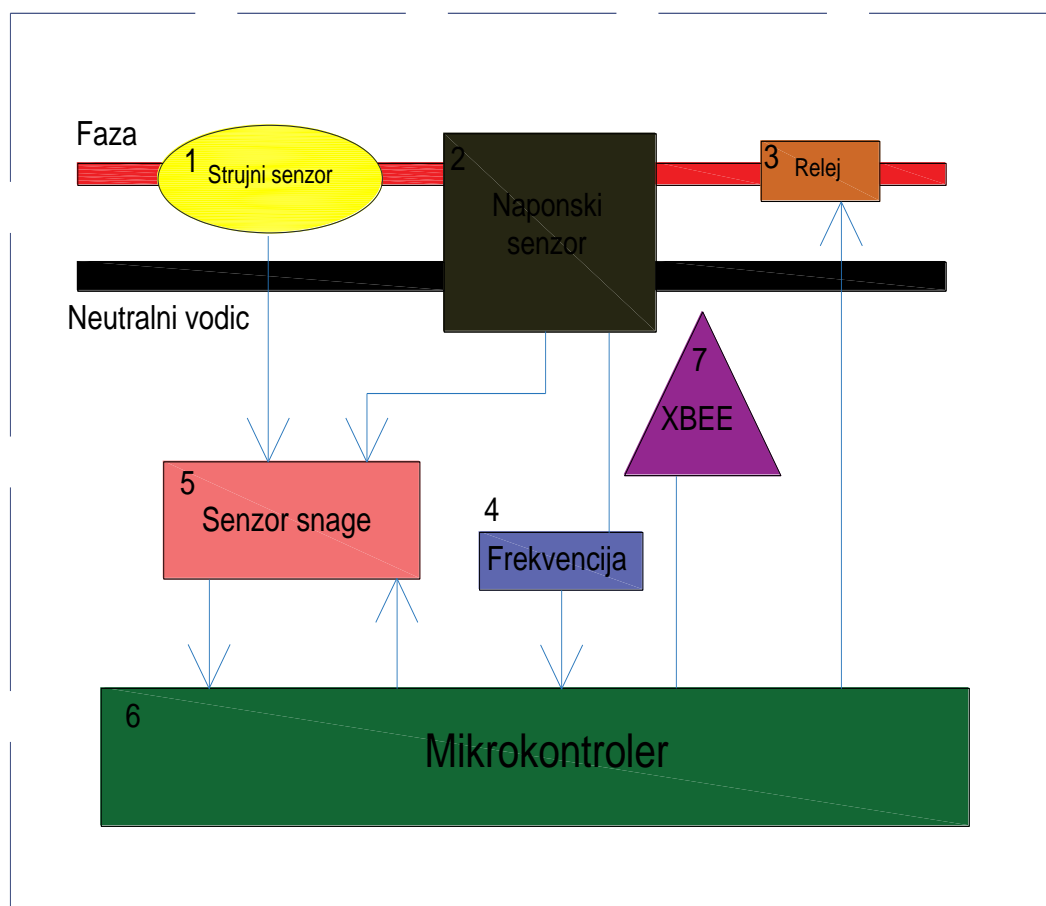 Faza
1
Strujni senzor
2
Naponski
senzor
3
Relej
Neutralni vodic
7
XBEE
5
Senzor snage
4
Frekvencija
6
Mikrokontroler